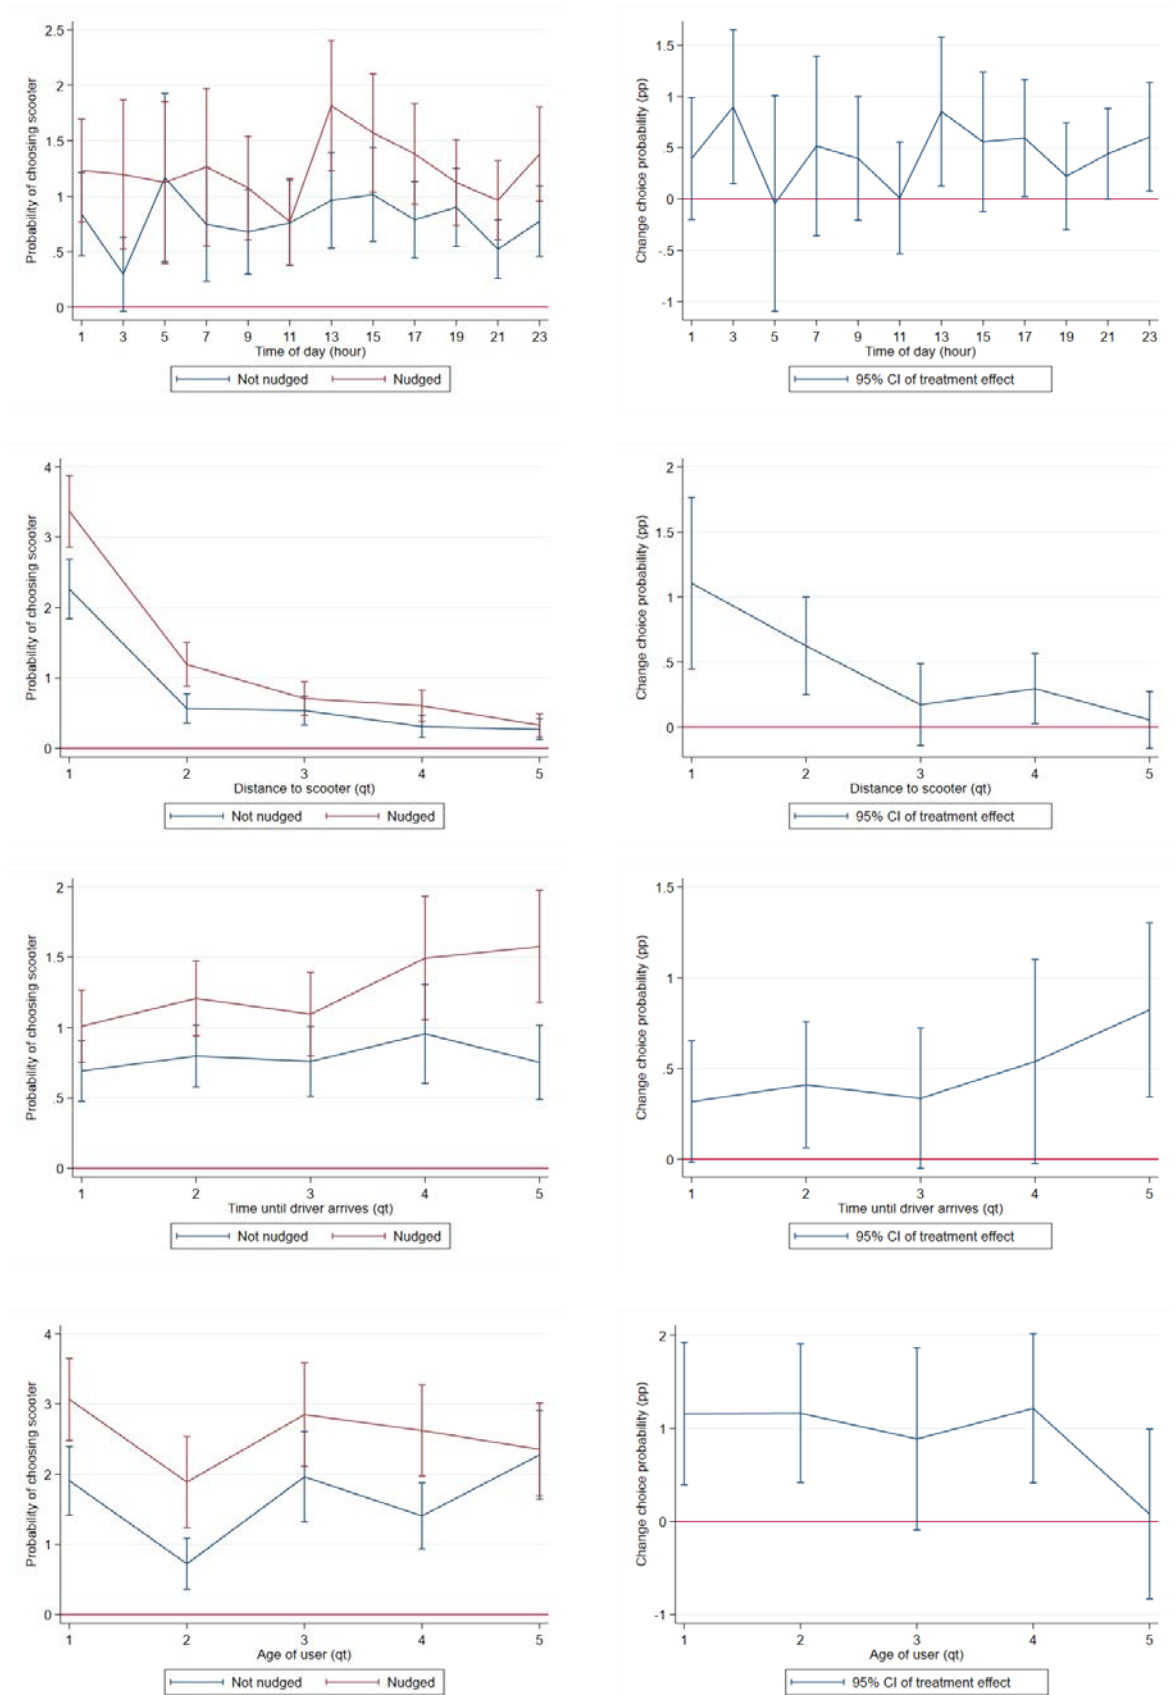 Probability of choosing scooter
2.5
2
1.5
1
.5
0
1 3 5 7 9 11 13 15 17 19 21 23
Time of day (hour)
Not nudged Nudged
Change choice probability (pp)
1.5
1
.5
0
-.5
-1
1 3 5 7 9 11 13 15 17 19 21 23
Time of day (hour)
95% CI of treatment effect
Probability of choosing scooter
4
3
2
1
0
1 2 3 4 5
Distance to scooter (qt)
Not nudged Nudged
Change choice probability (pp)
2
1.5
1
.5
0
1 2 3 4 5
Distance to scooter (qt)
95% CI of treatment effect
Probability of choosing scooter
2
1.5
1
.5
0
1 2 3 4 5
Time until driver arrives (qt)
Not nudged Nudged
Change choice probability (pp)
1.5
1
.5
0
1 2 3 4 5
Time until driver arrives (qt)
95% CI of treatment effect
Probability of choosing scooter
4
3
2
1
0
1 2 3 4 5
Age of user (qt)
Not nudged Nudged
Change choice probability (pp)
2
1
0
-1
1 2 3 4 5
Age of user (qt)
95% CI of treatment effect